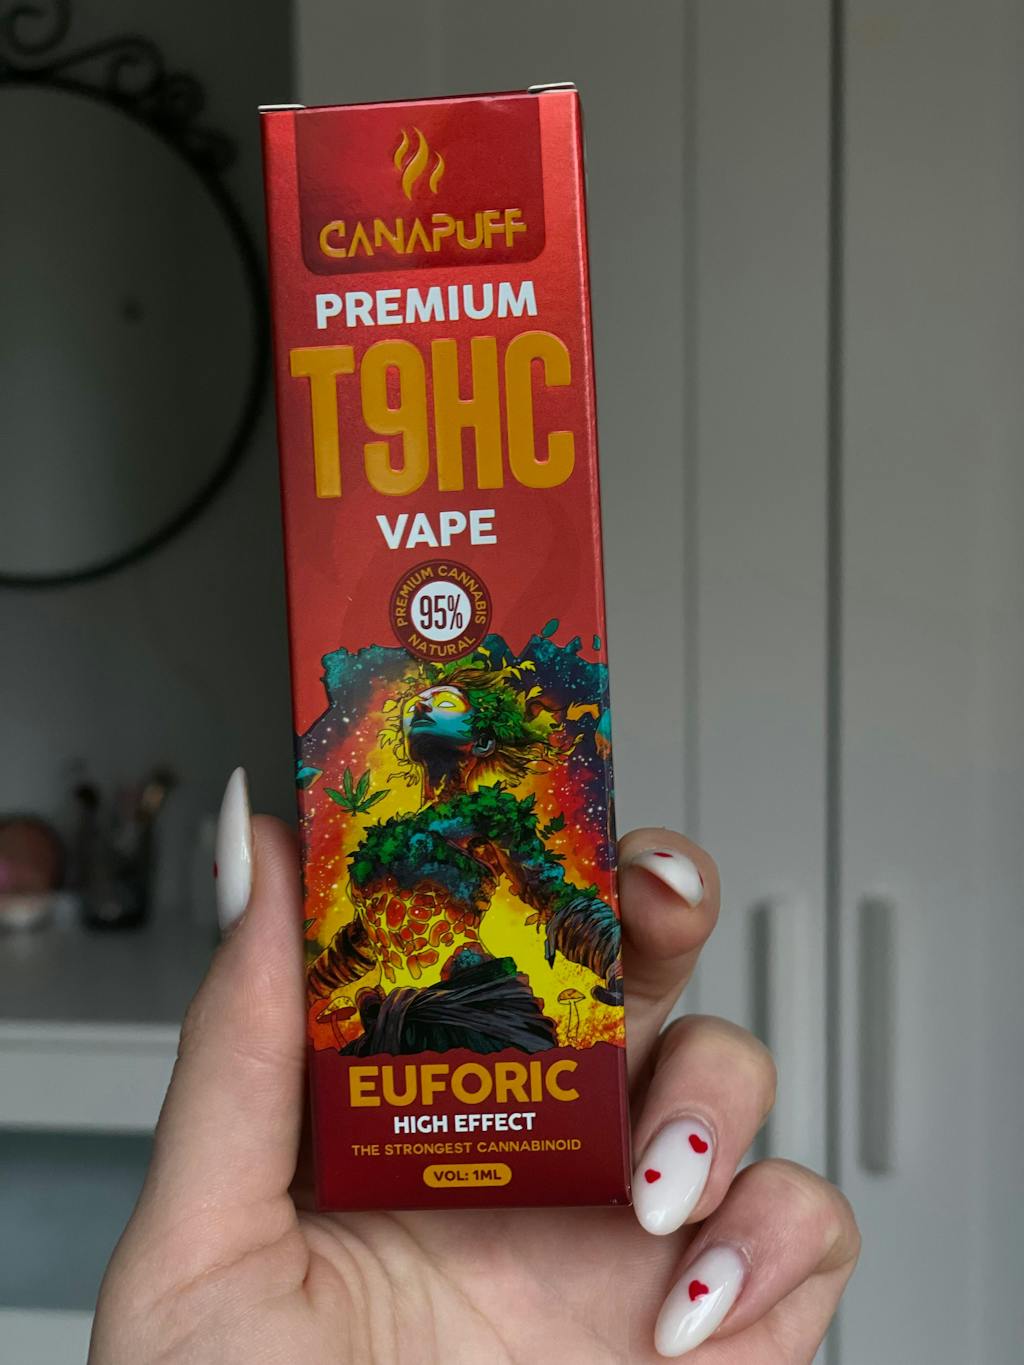 CANAPUFF
PREMIUM
T9HC
VAPE
PREMIUM CANNABIS
95%
NATURAL
EUFORIC
HIGH EFFECT
THE STRONGEST CANNABINOID
VOL: 1ML